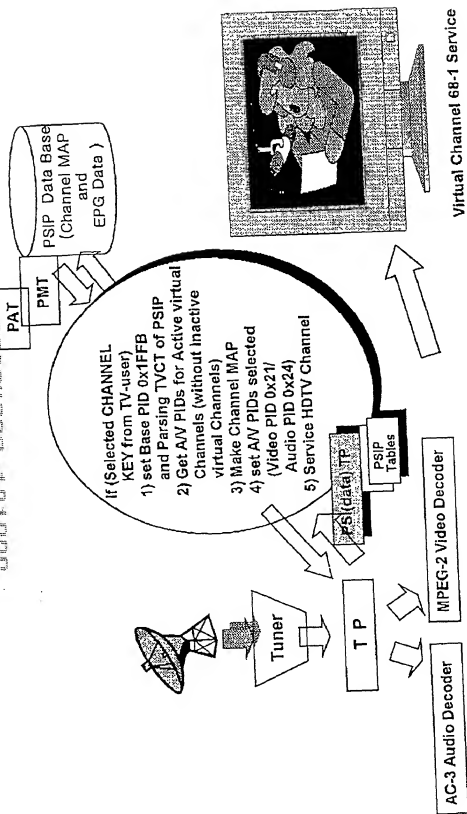 PAT
PMT
PSIP Data Base
(Channel MAP
and
EPG Data )
If (Selected CHANNEL
KEY from TV-user)
1) set Base PID 0x1FFB
and Parsing TVCT of PSIP
2) Get A/V PIDs for Active virtual
Channels (without Inactive
virtual Channels)
3) Make Channel MAP
4) set A/V PIDs selected
(Video PID 0x21/
Audio PID 0x24)
5) Service HDTV Channel
PS (data) TP
PSIP
Tables
Tuner
T P
MPEG-2 Video Decoder
AC-3 Audio Decoder
Virtual Channel 68-1 Service